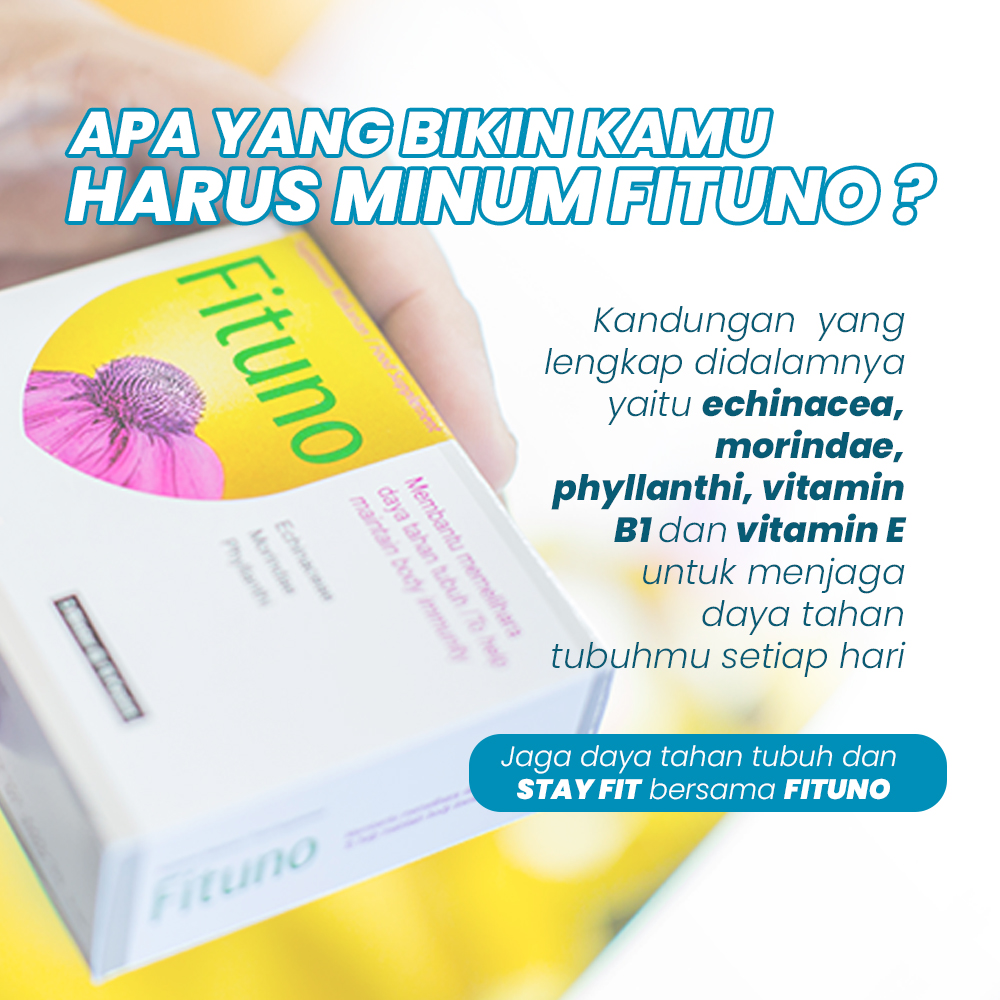 APA YANG BIKIN KAMU
HARUS MINUM FITUNO ?
Kandungan yang
lengkap didalamnya
yaitu echinacea,
morindae,
phyllanthi, vitamin
B1 dan vitamin E
untuk menjaga
daya tahan
tubuhmu setiap hari
Jaga daya tahan tubuh dan
STAY FIT bersama FITUNO
Fituno
Membantu memelihara
daya tahan tubuh / To help
maintain body immunity
Echinaceae
Morindae
Phyllanthi
Fituno